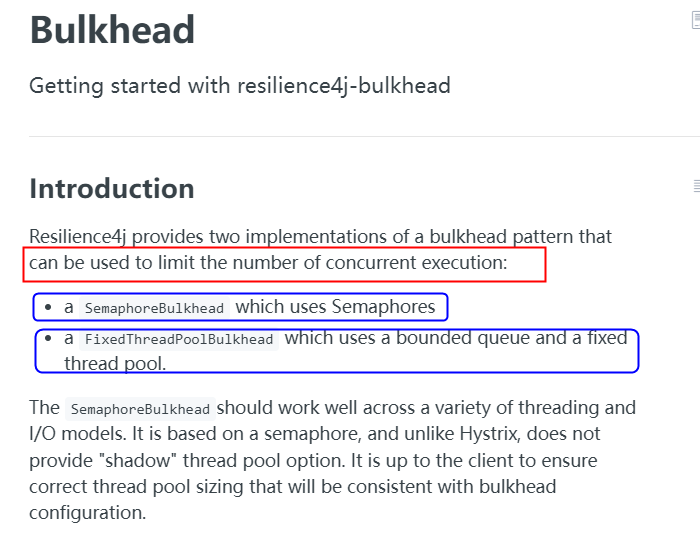 Bulkhead
Getting started with resilience4j-bulkhead
Introduction
Resilience4j provides two implementations of a bulkhead pattern that
can be used to limit the number of concurrent execution:
• a SemaphoreBulkhead which uses Semaphores
• a FixedThreadPoolBulkhead which uses a bounded queue and a fixed
thread pool.
The SemaphoreBulkhead should work well across a variety of threading and
I/O models. It is based on a semaphore, and unlike Hystrix, does not
provide "shadow" thread pool option. It is up to the client to ensure
correct thread pool sizing that will be consistent with bulkhead
configuration.